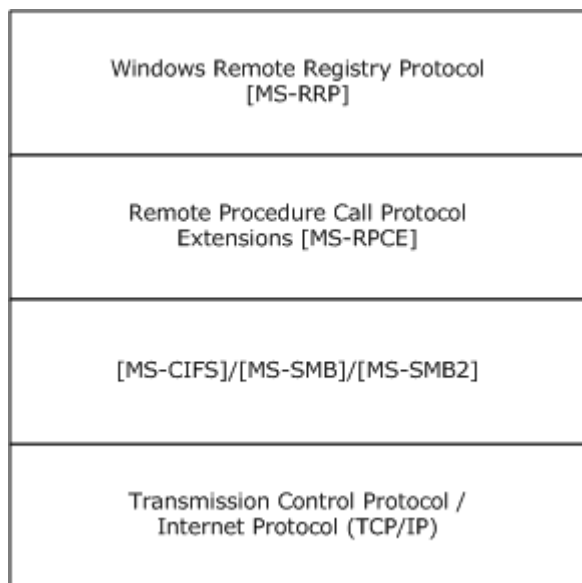 Windows Remote Registry Protocol
[MS-RRP]
Remote Procedure Call Protocol
Extensions [MS-RPCE]
[MS-CIFS]/[MS-SMB]/[MS-SMB2]
Transmission Control Protocol /
Internet Protocol (TCP/IP)